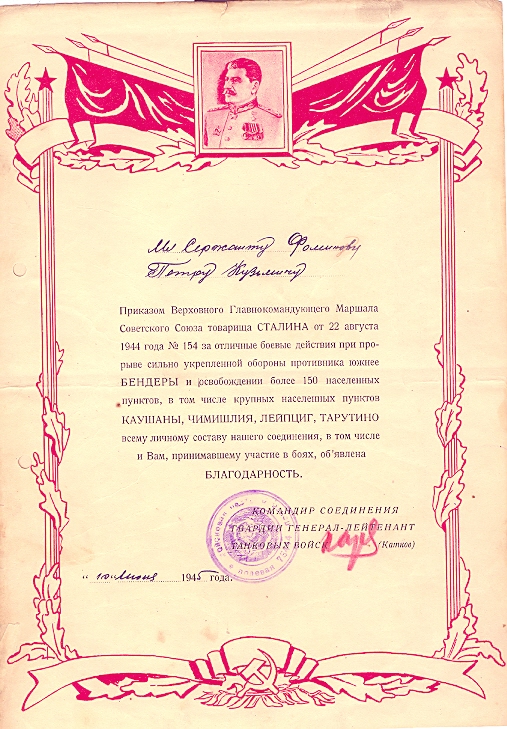 Мл Сержанту Фоминову
Петру Кузьмичу
Приказом Верховного Главнокомандующего Маршала
Советского Союза товарища СТАЛИНА от 22 августа
1944 года № 154 за отличные боевые действия при про-
рыве сильно укрепленной обороны противника южнее
БЕНДЕРЫ и освобождении более 150 населенных
пунктов, в том числе крупных населенных пунктов
КАУШАНЫ, ЧИМИШЛИЯ, ЛЕЙПЦИГ, ТАРУТИНО
всему личному составу нашего соединения, в том числе
и Вам, принимавшему участие в боях, об'явлена
БЛАГОДАРНОСТЬ.
КОМАНДИР СОЕДИНЕНИЯ
ГВАРДИИ ГЕНЕРАЛ-ЛЕЙТЕНАНТ
ТАНКОВЫХ ВОЙСК (Катков)
"10" Июня 1945 года.